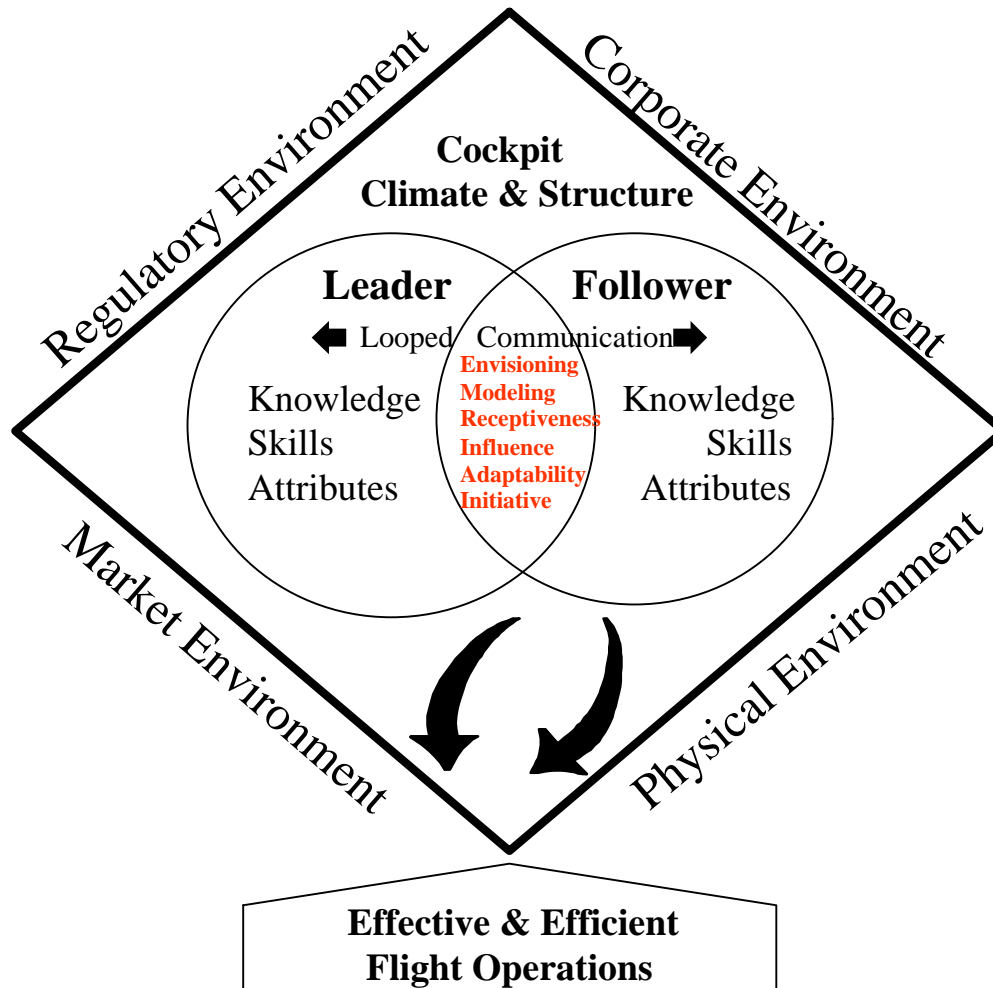 Regulatory Environment
Corporate Environment
Cockpit
Climate & Structure
Leader
Follower
Looped Communication
Envisioning
Modeling
Receptiveness
Influence
Adaptability
Initiative
Knowledge
Skills
Attributes
Knowledge
Skills
Attributes
Market Environment
Physical Environment
Effective & Efficient
Flight Operations